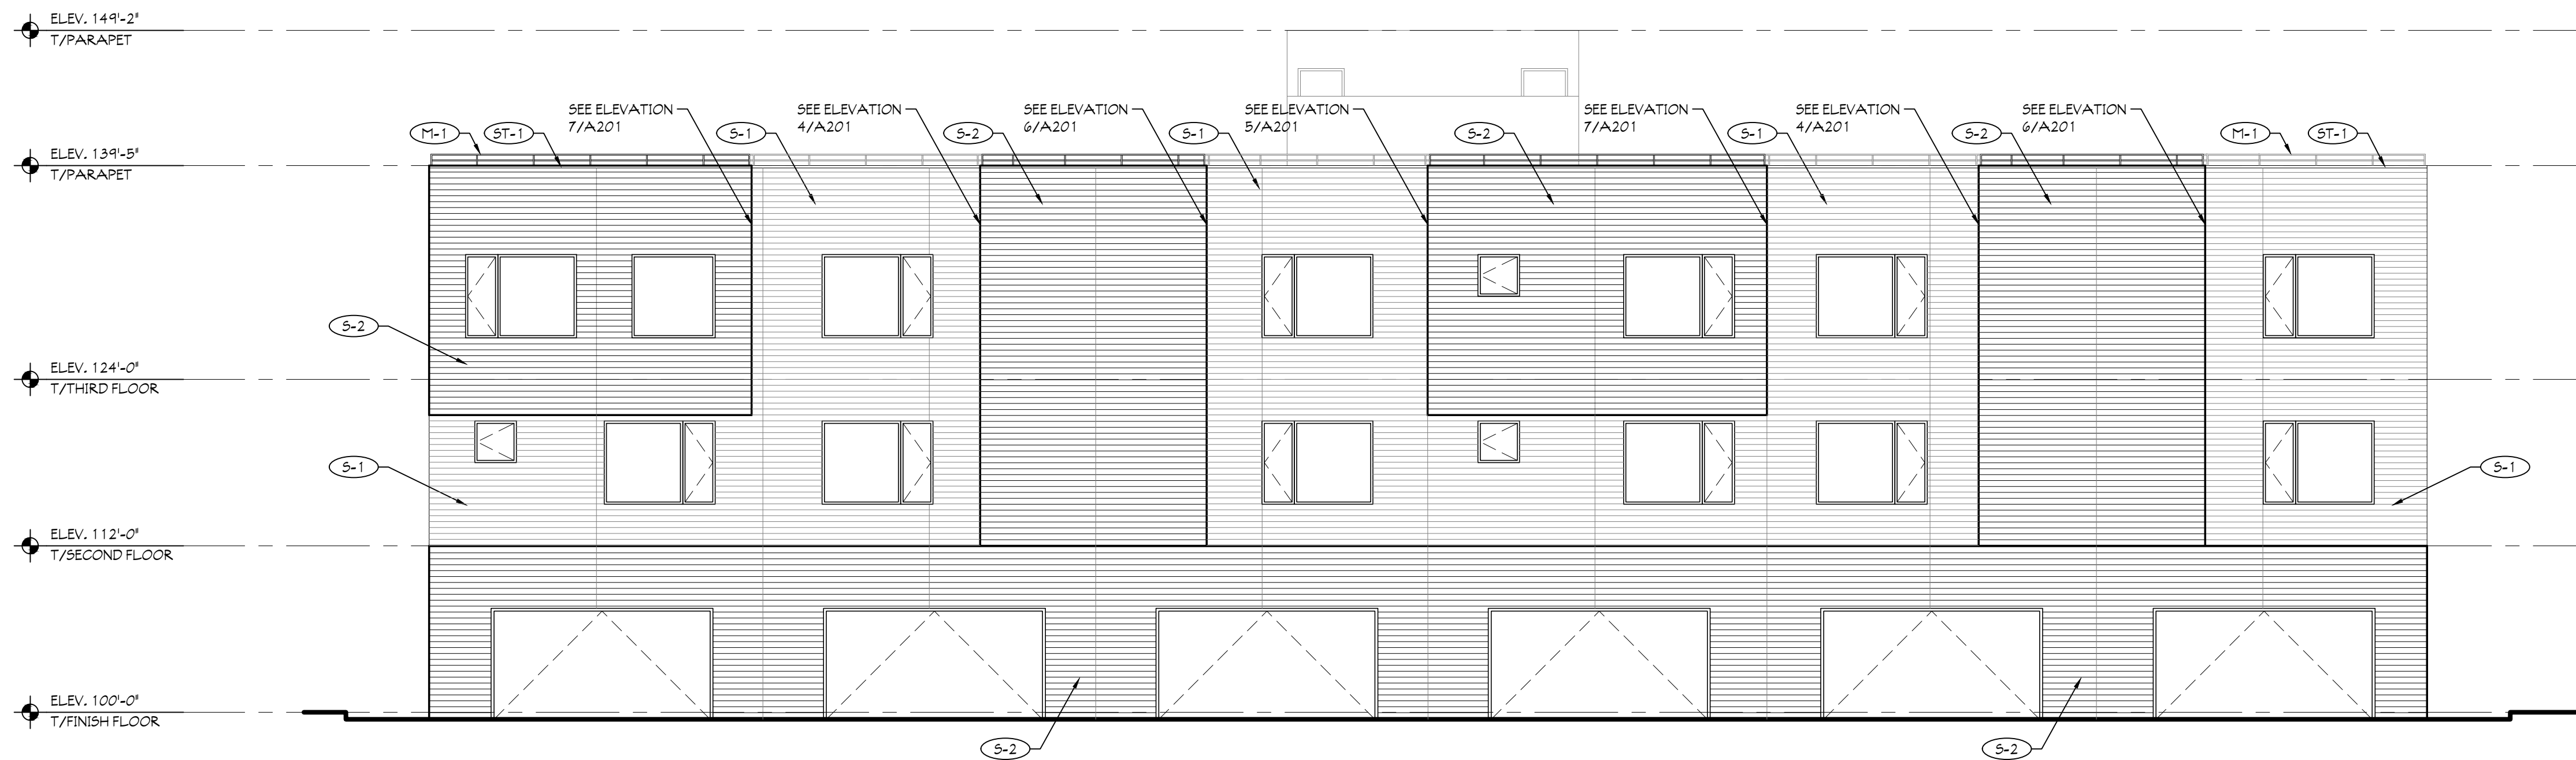 ELEV. 149'-2"
T/PARAPET
SEE ELEVATION
7/A201
SEE ELEVATION
4/A201
SEE ELEVATION
6/A201
SEE ELEVATION
5/A201
SEE ELEVATION
7/A201
SEE ELEVATION
4/A201
SEE ELEVATION
6/A201
M-1
ST-1
S-1
S-2
S-1
S-2
S-1
S-2
M-1
ST-1
ELEV. 139'-5"
T/PARAPET
S-2
ELEV. 124'-0"
T/THIRD FLOOR
S-1
S-1
ELEV. 112'-0"
T/SECOND FLOOR
ELEV. 100'-0"
T/FINISH FLOOR
S-2
S-2